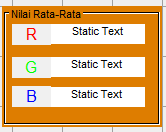 Nilai Rata-Rata
R Static Text
G Static Text
B Static Text